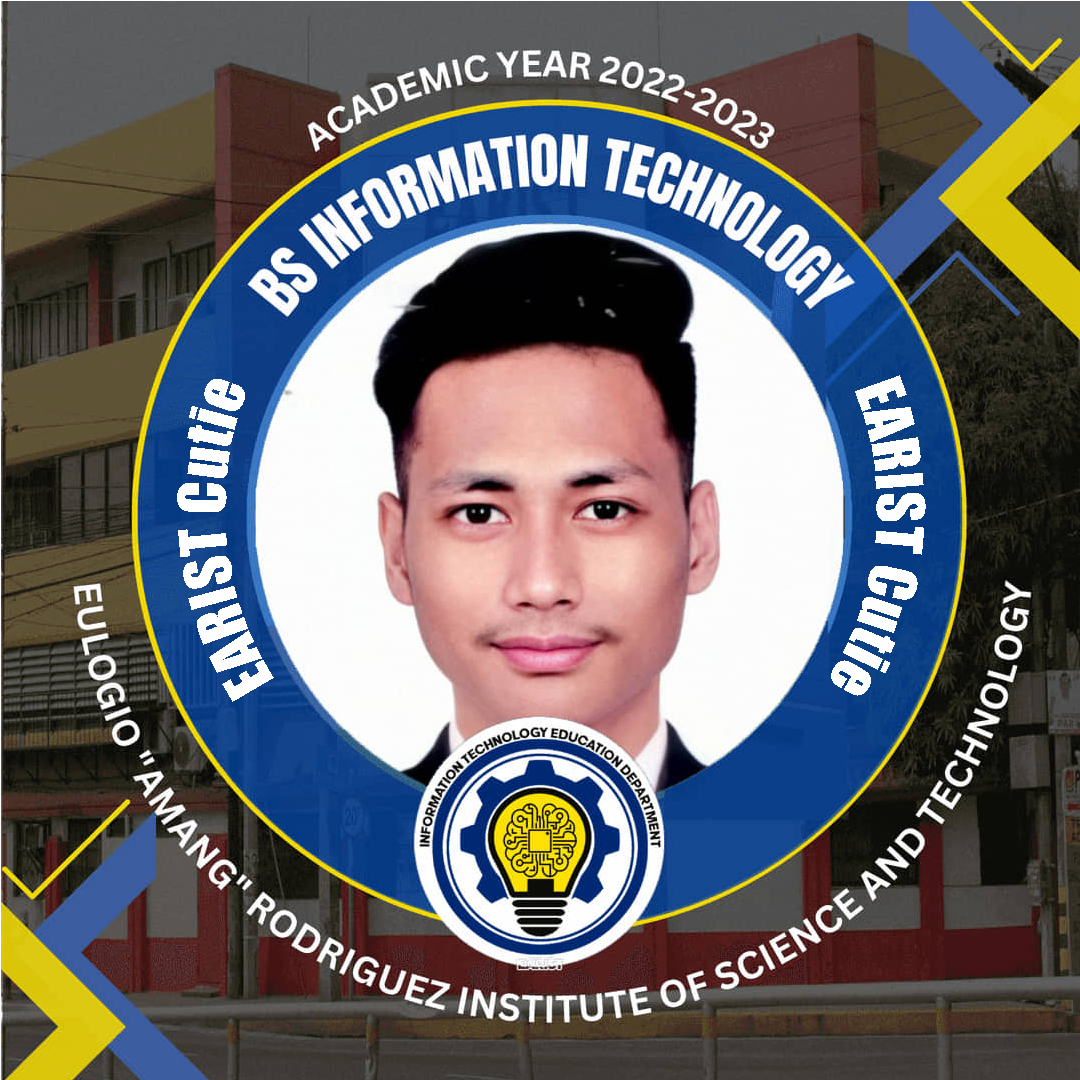 ACADEMIC YEAR 2022-2023
BS INFORMATION TECHNOLOGY
EARIST Cutie
EARIST Cutie
INFORMATION TECHNOLOGY EDUCATION DEPARTMENT
EARIST
EULOGIO "AMANG" RODRIGUEZ INSTITUTE OF SCIENCE AND TECHNOLOGY